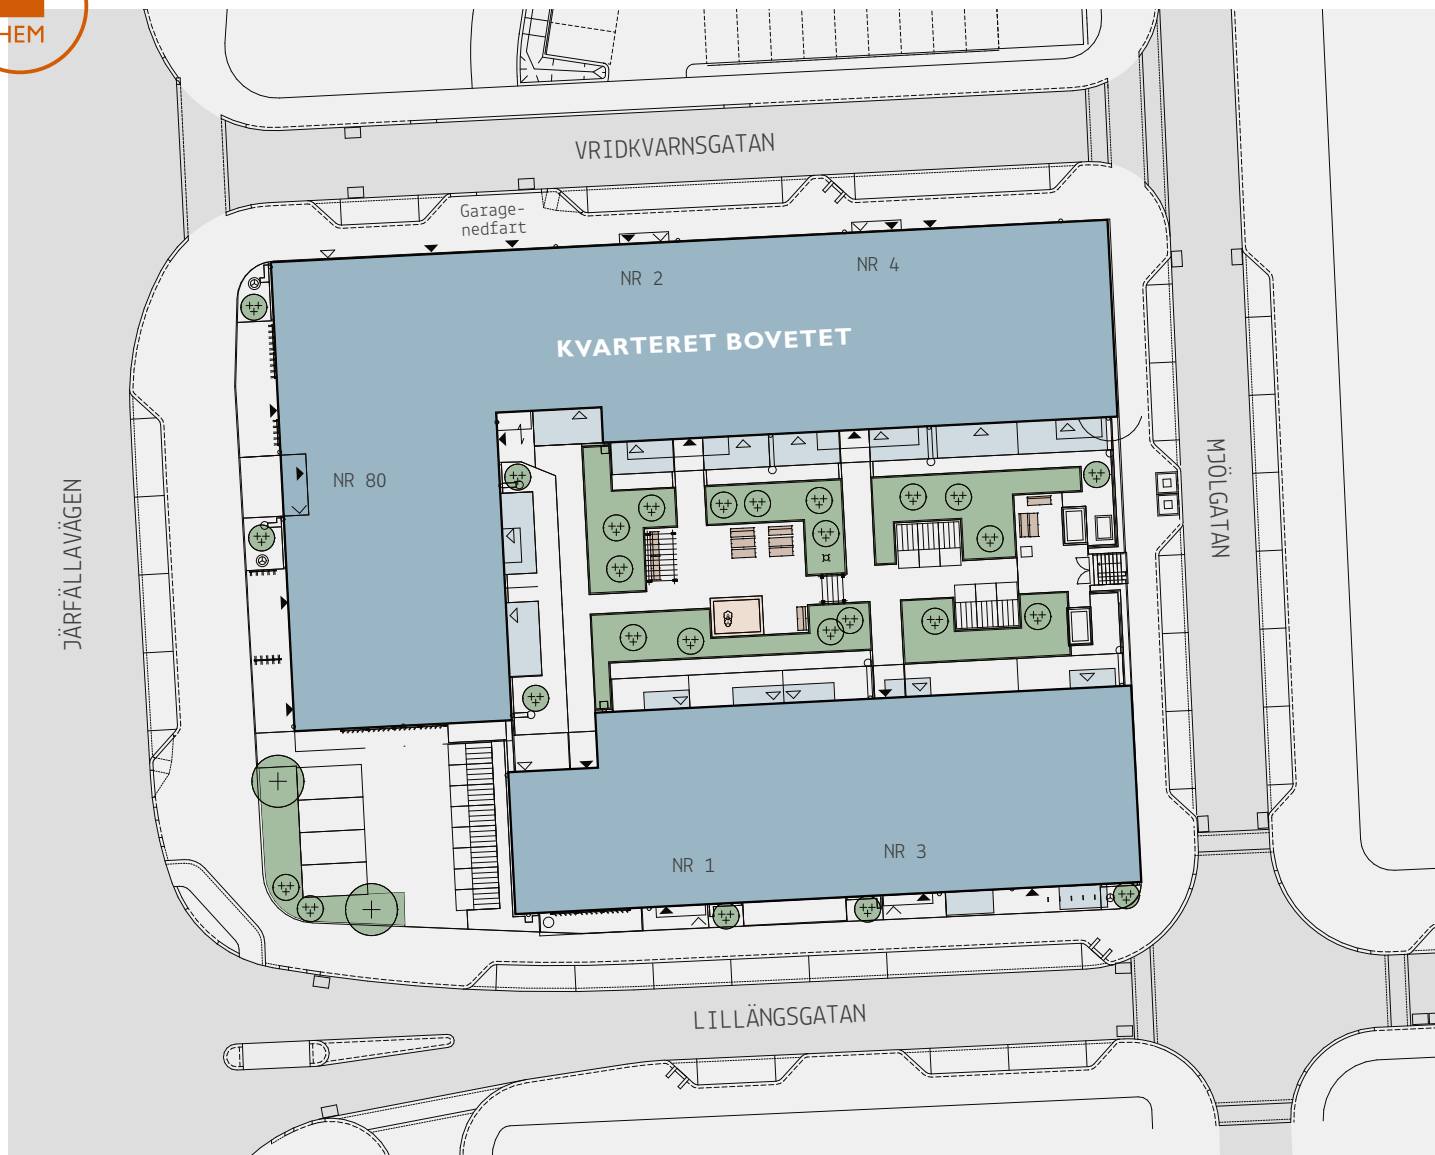 HEM
VRIDKVARNSGATAN
Garage-
nedfart
NR 2
NR 4
KVARTERET BOVETET
NR 80
JÄRFÄLLAVÄGEN
MJÖLGATAN
NR 1
NR 3
LILLÄNGSGATAN